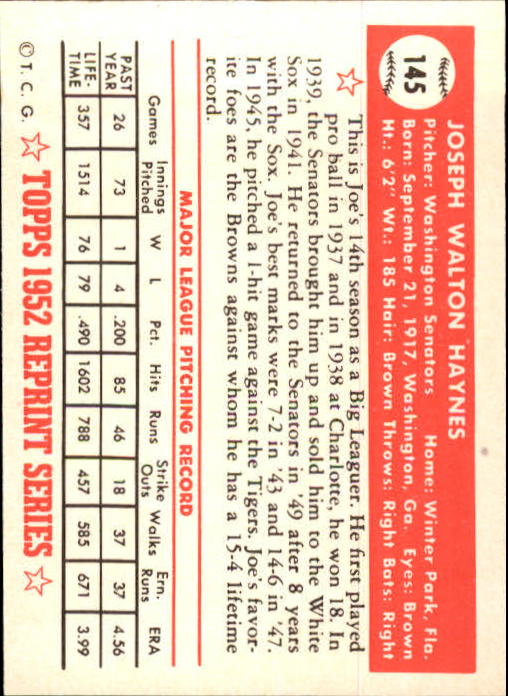 145
JOSEPH WALTON HAYNES
Pitcher: Washington Senators Home: Winter Park, Fla.
Born: September 21, 1917, Washington, Ga. Eyes: Brown
Ht.: 6'2" Wt.: 185 Hair: Brown Throws: Right Bats: Right
This is Joe's 14th season as a Big Leaguer. He first played
pro ball in 1937 and in 1938 at Charlotte, he won 18. In
1939, the Senators brought him up and sold him to the White
Sox in 1941. He returned to the Senators in '49 after 8 years
with the Sox. Joe's best marks were 7-2 in '43 and 14-6 in '47.
In 1945, he pitched a 1-hit game against the Tigers. Joe's favor-
ite foes are the Browns against whom he has a 15-4 lifetime
record.
MAJOR LEAGUE PITCHING RECORD
Games Innings Pitched W L Pct. Hits Runs Strike Outs Walks Ern. Runs ERA
PAST YEAR 26 73 1 4 .200 85 46 18 37 37 4.56
LIFE-TIME 357 1514 76 79 .490 1602 788 457 585 671 3.99
© T. C. G. TOPPS 1952 REPRINT SERIES